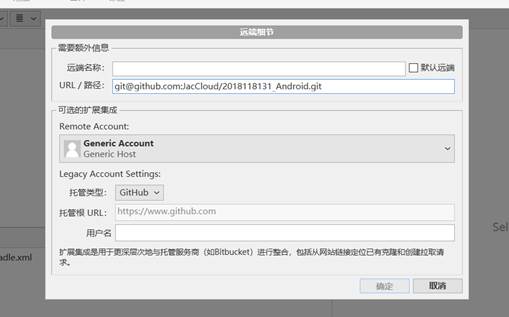 远端细节
需要额外信息
远端名称：
默认远端
URL / 路径：
git@github.com:JacCloud/2018118131_Android.git
可选的扩展集成
Remote Account:
Generic Account
Generic Host
Legacy Account Settings:
托管类型：
GitHub
托管根 URL：
https://www.github.com
用户名
扩展集成是用于更深层次地与托管服务商（如Bitbucket）进行整合，包括从网站链接定位已有克隆和创建拉取请
求。
确定
取消
Sel
adle.xml